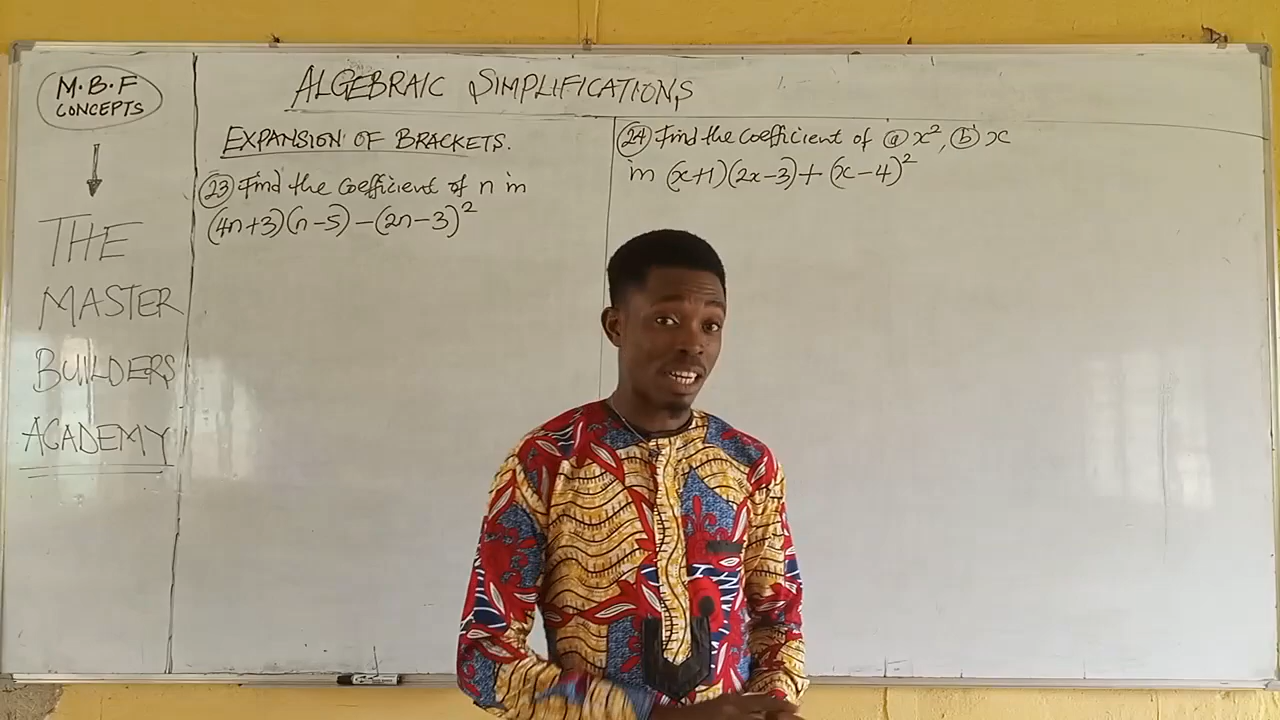 M.B.F
CONCEPTS
THE
MASTER
BUILDERS
ACADEMY
ALGEBRAIC SIMPLIFICATIONS
EXPANSION OF BRACKETS.
23 Find the coefficient of n in
(4n+3)(n-5)-(2n-3)²
24 Find the coefficient of (a) x², (b) x
in (x+1)(2x-3)+(x-4)²